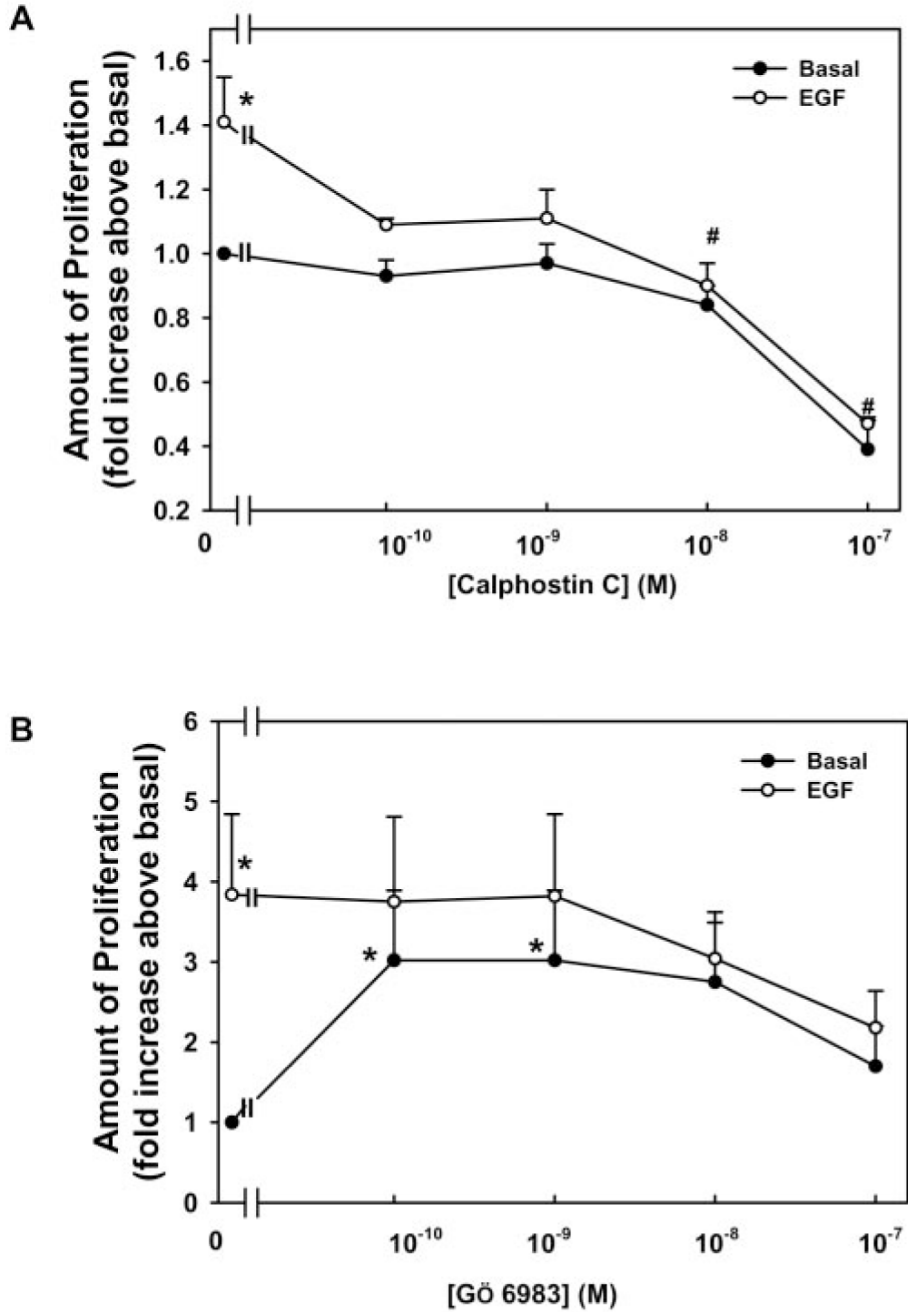 A
Amount of Proliferation
(fold increase above basal)
1.6
1.4
1.2
1.0
0.8
0.6
0.4
0.2
Basal
EGF
*
#
#
0
10-10
10-9
10-8
10-7
[Calphostin C] (M)
B
Amount of Proliferation
(fold increase above basal)
6
5
4
3
2
1
0
Basal
EGF
*
*
*
0
10-10
10-9
10-8
10-7
[GÖ 6983] (M)